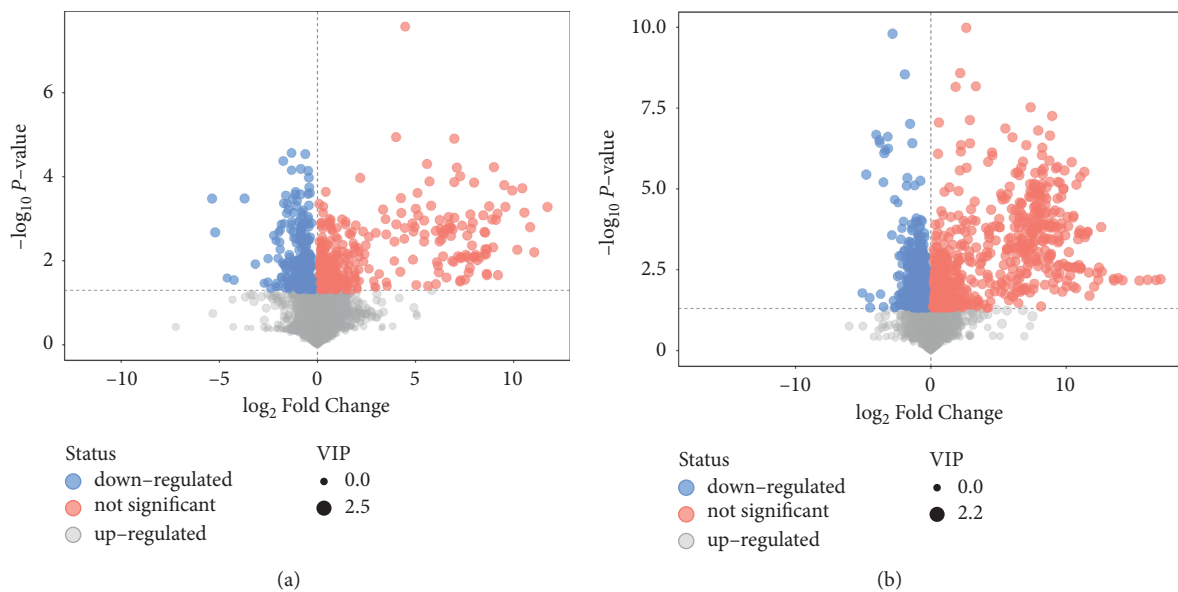 6
4
2
0
−log10 P−value
−10
−5
0
5
10
log2 Fold Change
Status
down−regulated
not significant
up−regulated
VIP
0.0
2.5
(a)
10.0
7.5
5.0
2.5
0
−log10 P−value
−10
0
10
log2 Fold Change
Status
down−regulated
not significant
up−regulated
VIP
0.0
2.2
(b)